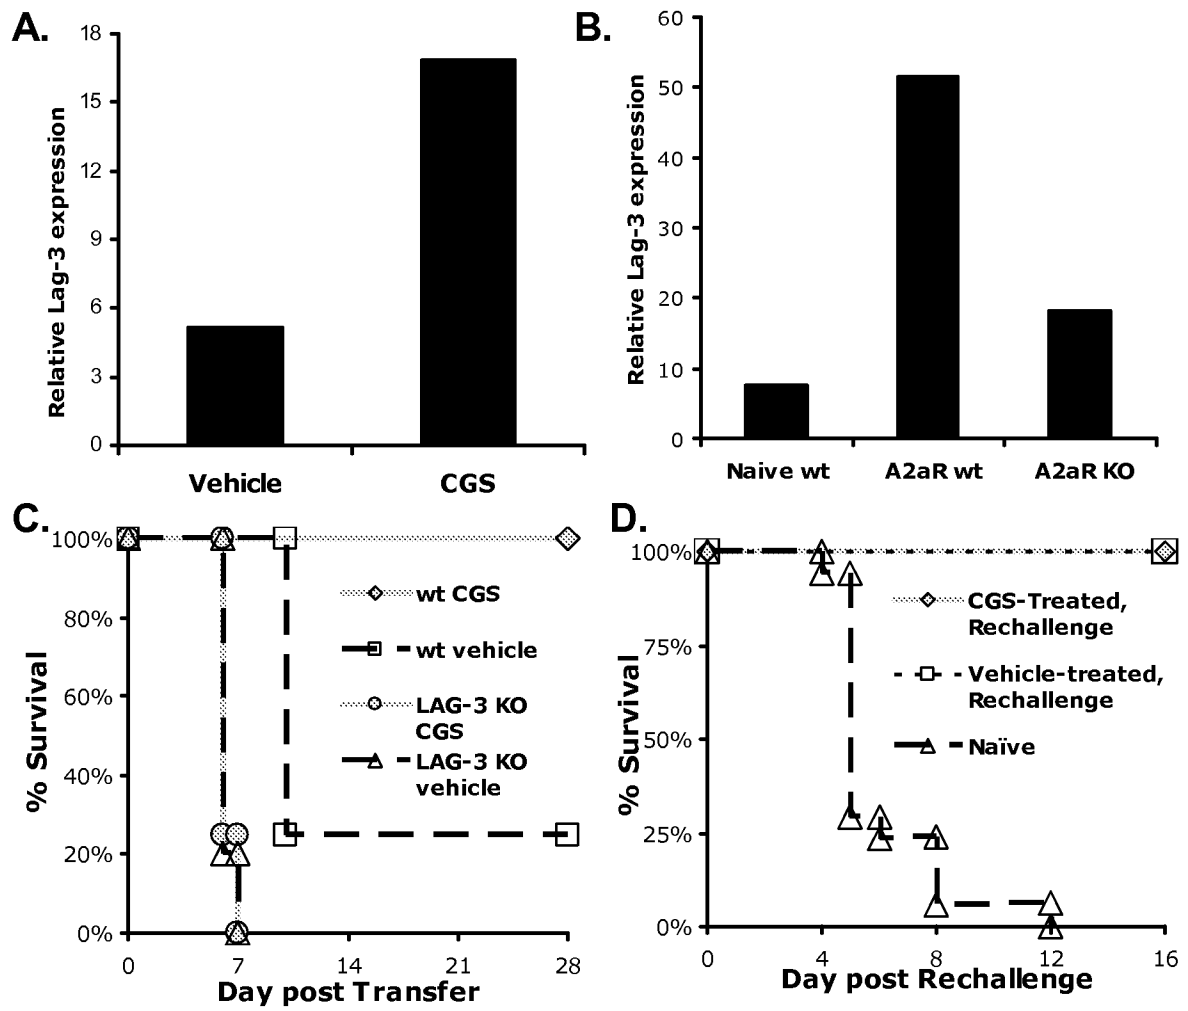 A.
Relative Lag-3 expression
18
15
12
9
6
3
0
Vehicle
CGS
B.
Relative Lag-3 expression
60
50
40
30
20
10
0
Naive wt
A2aR wt
A2aR KO
C.
% Survival
100%
80%
60%
40%
20%
0%
0
7
14
21
28
Day post Transfer
wt CGS
wt vehicle
LAG-3 KO
CGS
LAG-3 KO
vehicle
D.
% Survival
100%
75%
50%
25%
0%
0
4
8
12
16
Day post Rechallenge
CGS-Treated,
Rechallenge
Vehicle-treated,
Rechallenge
Naïve